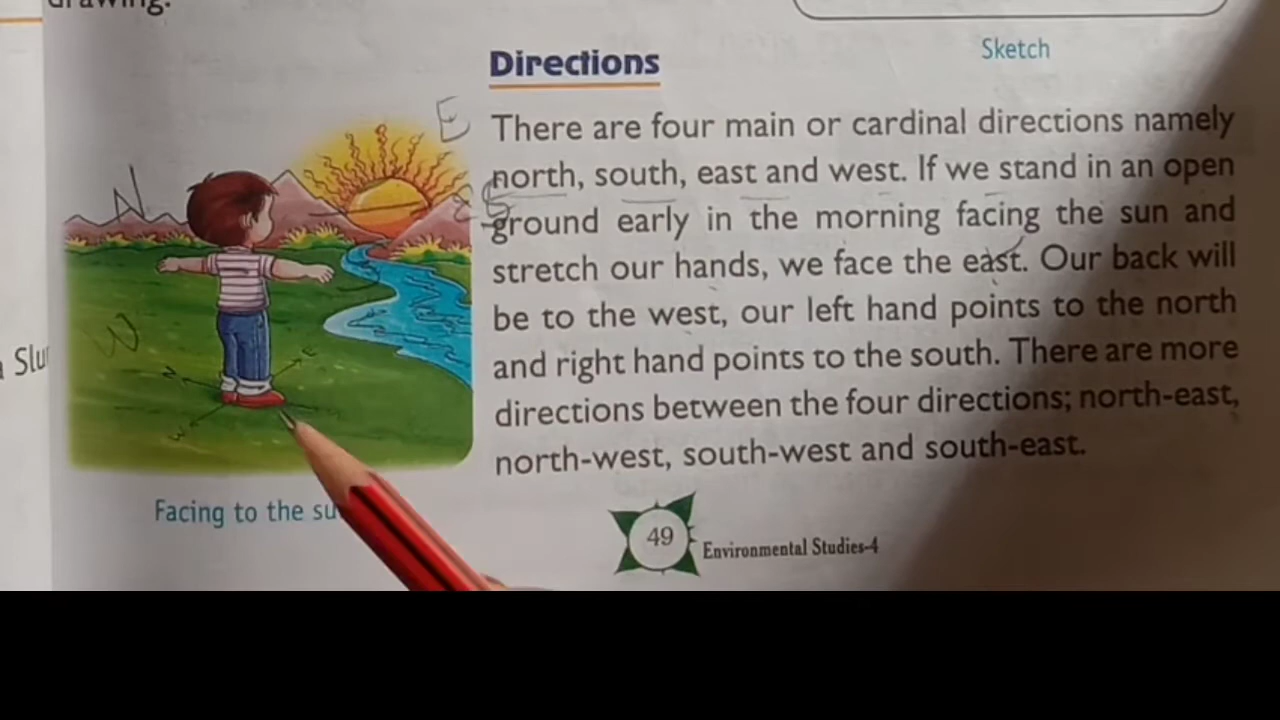 drawing.
Sketch
Directions
There are four main or cardinal directions namely
north, south, east and west. If we stand in an open
ground early in the morning facing the sun and
stretch our hands, we face the east. Our back will
be to the west, our left hand points to the north
and right hand points to the south. There are more
directions between the four directions; north-east,
north-west, south-west and south-east.
E
N
S
W
N
E
W
Facing to the su
49
Environmental Studies-4